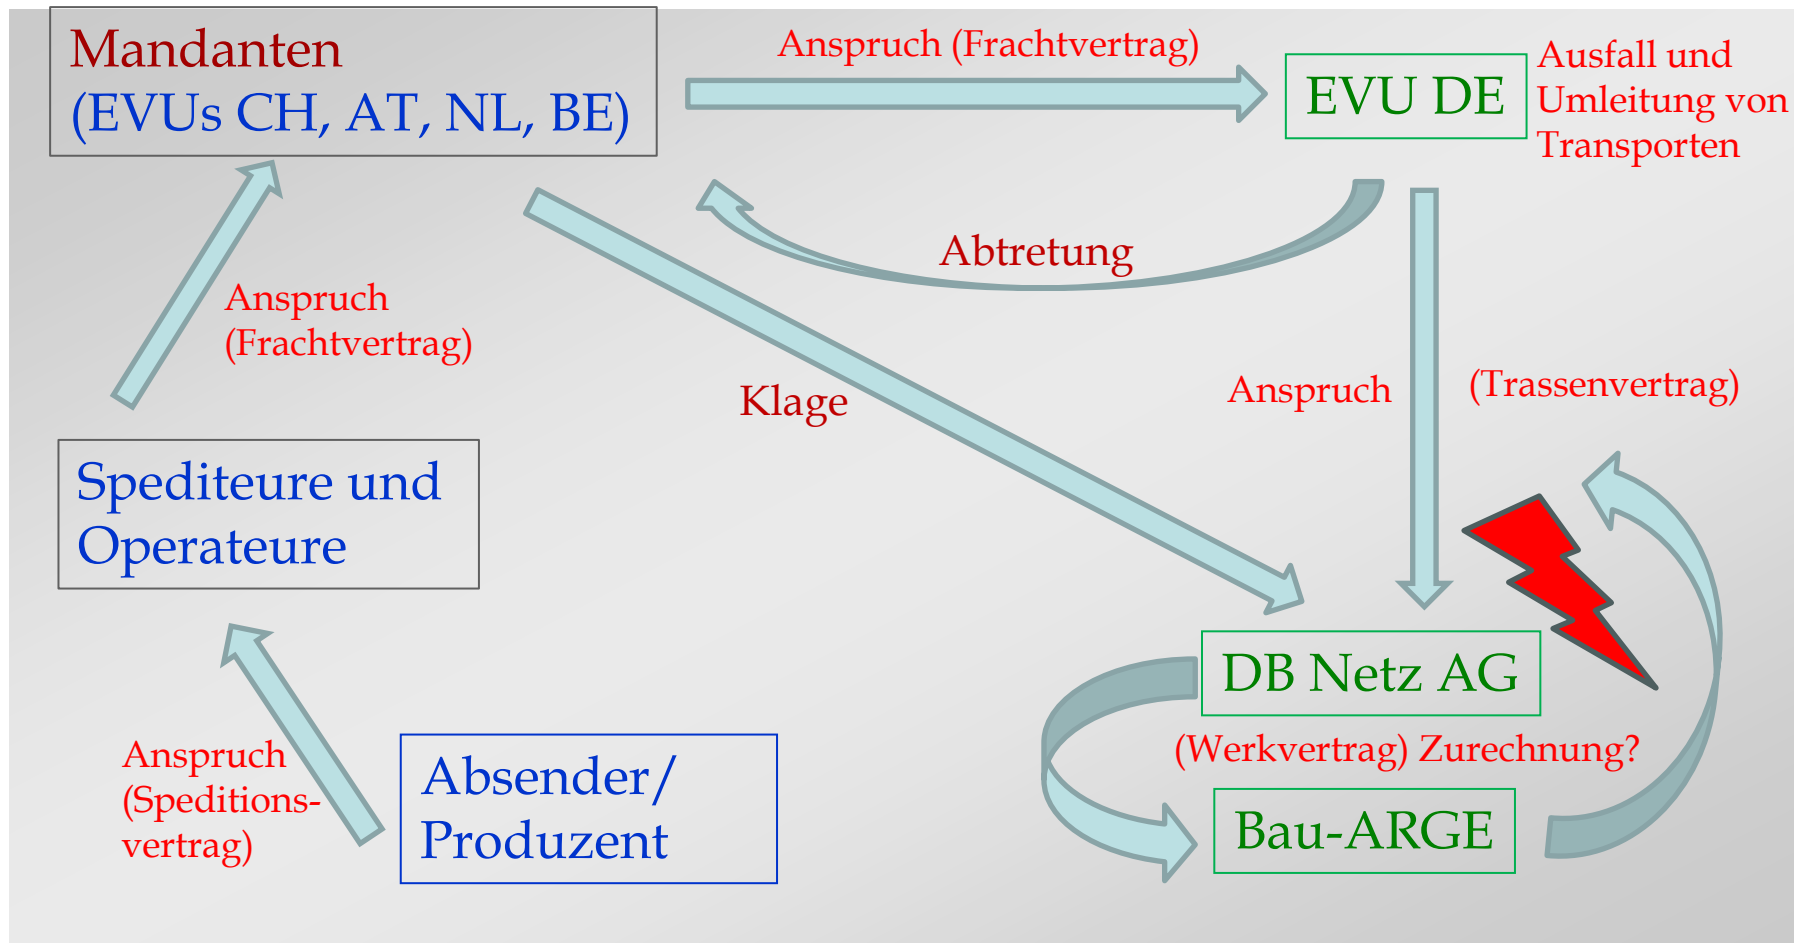 Mandanten
(EVUs CH, AT, NL, BE)
Anspruch (Frachtvertrag)
EVU DE
Ausfall und
Umleitung von
Transporten
Abtretung
Anspruch
(Frachtvertrag)
Klage
Anspruch
(Trassenvertrag)
Spediteure und
Operateure
DB Netz AG
(Werkvertrag) Zurechnung?
Anspruch
(Speditions-
vertrag)
Absender/
Produzent
Bau-ARGE